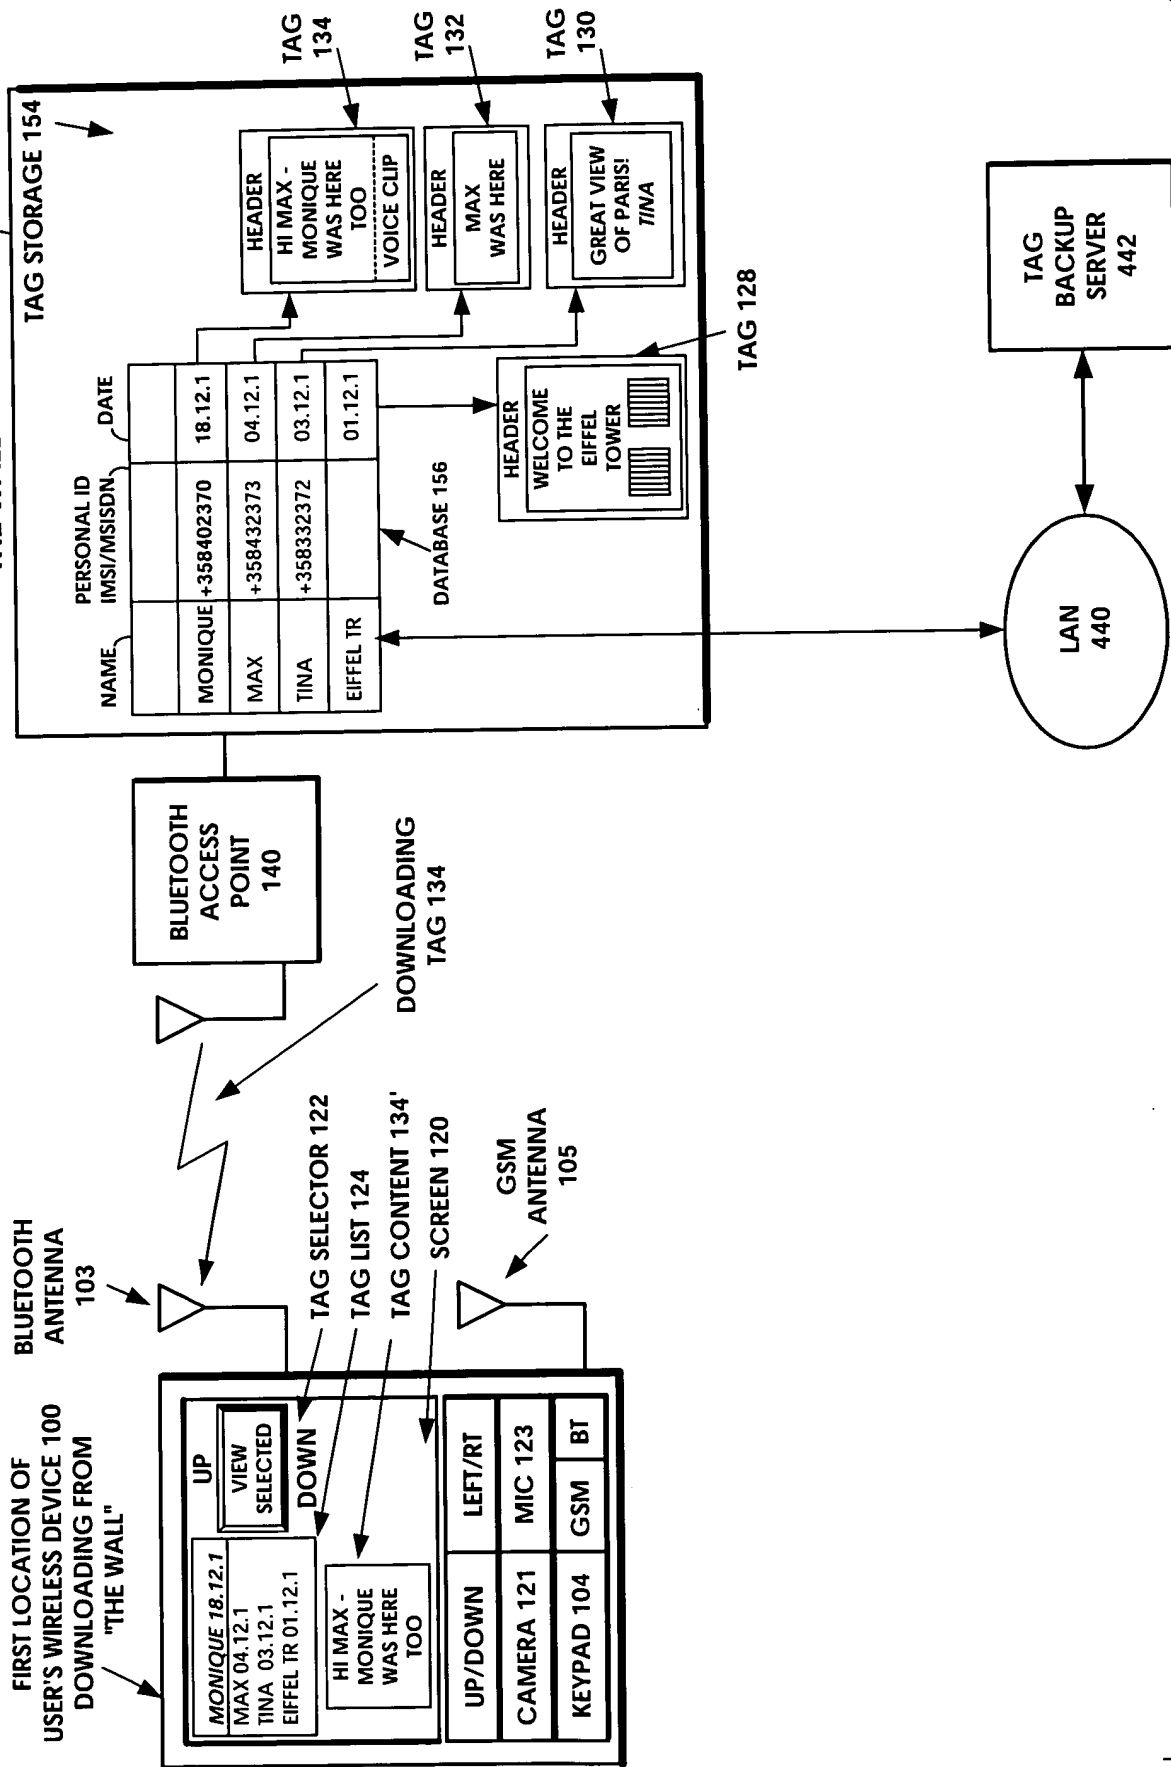 FIRST LOCATION OF
USER'S WIRELESS DEVICE 100
DOWNLOADING FROM
"THE WALL"
BLUETOOTH
ANTENNA
103
MONIQUE 18.12.1
MAX 04.12.1
TINA 03.12.1
EIFFEL TR 01.12.1
UP
VIEW
SELECTED
DOWN
HI MAX -
MONIQUE
WAS HERE
TOO
UP/DOWN
LEFT/RT
CAMERA 121
MIC 123
KEYPAD 104
GSM
BT
TAG SELECTOR 122
TAG LIST 124
TAG CONTENT 134'
SCREEN 120
GSM
ANTENNA
105
DOWNLOADING
TAG 134
BLUETOOTH
ACCESS
POINT
140
TAG STORAGE 154
NAME
PERSONAL ID
IMSI/MSISDN
DATE
MONIQUE +358402370 18.12.1
MAX +358432373 04.12.1
TINA +358332372 03.12.1
EIFFEL TR 01.12.1
DATABASE 156
HEADER
HI MAX -
MONIQUE
WAS HERE
TOO
VOICE CLIP
TAG
134
HEADER
MAX
WAS HERE
TAG
132
HEADER
GREAT VIEW
OF PARIS!
TINA
TAG
130
HEADER
WELCOME
TO THE
EIFFEL
TOWER
TAG 128
LAN
440
TAG
BACKUP
SERVER
442